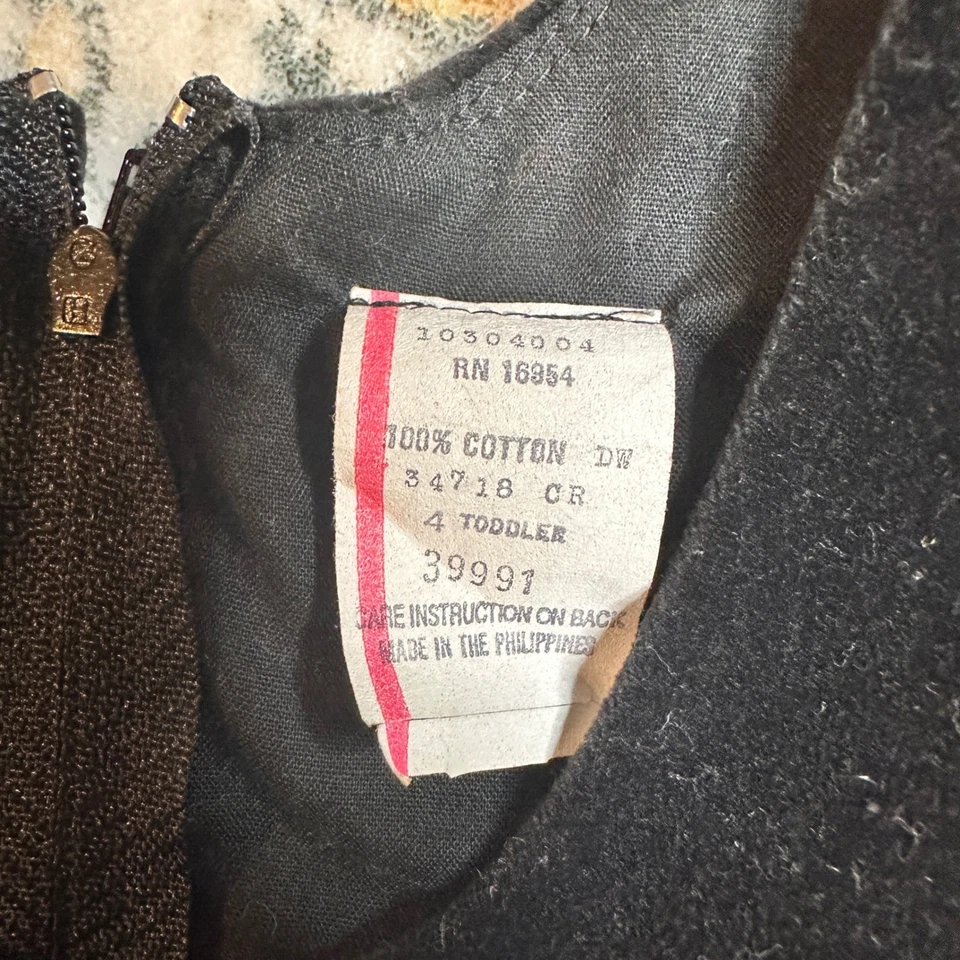 10304004
RN 16954
100% COTTON DW
34718 CR
4 TODDLER
39991
CARE INSTRUCTION ON BACK
MADE IN THE PHILIPPINES